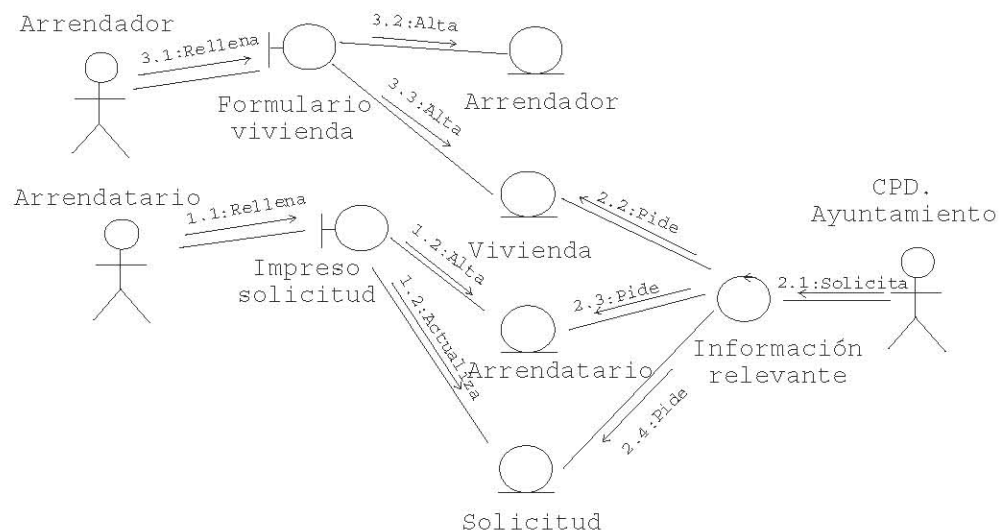 Arrendador
3.1:Rellena
3.2:Alta
Formulario
vivienda
Arrendador
3.3:Alta
Arrendatario
1.1:Rellena
Impreso
solicitud
1.2:Alta
1.2:Actualiza
Vivienda
2.2:Pide
CPD.
Ayuntamiento
2.1:Solicita
2.3:Pide
Arrendatario
Información
relevante
2.4:Pide
Solicitud